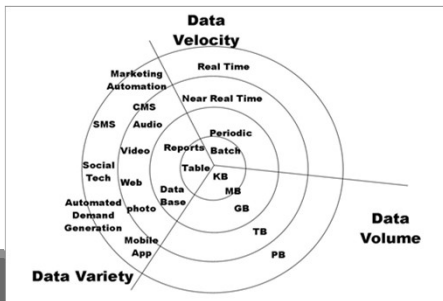 Data
Velocity
Real Time
Near Real Time
Periodic
Batch
Marketing
Automation
CMS
SMS
Audio
Reports
Video
Table
Social
Tech
Web
Data
Base
Automated
Demand
Generation
photo
Mobile
App
KB
MB
GB
TB
PB
Data
Volume
Data Variety